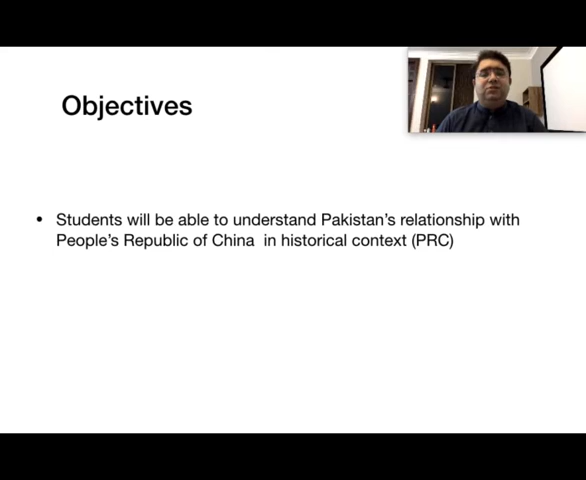 Objectives
• Students will be able to understand Pakistan's relationship with
People's Republic of China  in historical context (PRC)